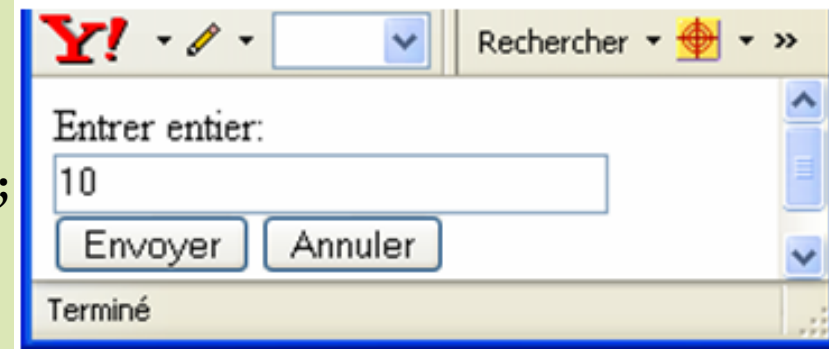 Y! Rechercher »
Entrer entier:
;
10
Envoyer Annuler
Terminé